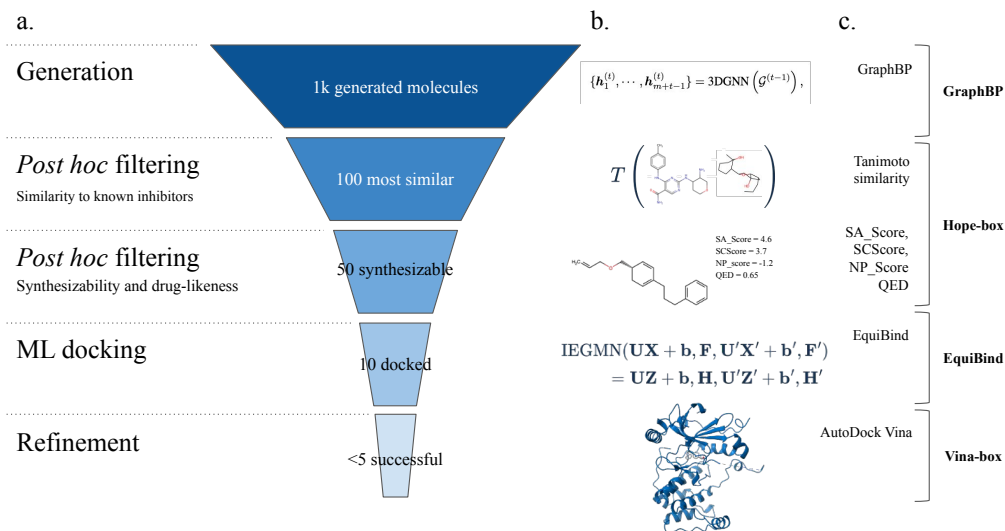 a.
b.
c.
Generation
1k generated molecules
{h_1^{(t)}, ⋯, h_{m+t−1}^{(t)}} = 3DGNN (𝒢^{(t−1)}),
GraphBP
GraphBP
Post hoc filtering
Similarity to known inhibitors
100 most similar
T
Tanimoto
similarity
Hope-box
Post hoc filtering
Synthesizability and drug-likeness
50 synthesizable
H₂C
O
SA_Score = 4.6
SCScore = 3.7
NP_score = -1.2
QED = 0.65
SA_Score,
SCScore,
NP_Score
QED
ML docking
10 docked
IEGMN(UX + b, F, U′X′ + b′, F′)
= UZ + b, H, U′Z′ + b′, H′
EquiBind
EquiBind
Refinement
<5 successful
AutoDock Vina
Vina-box